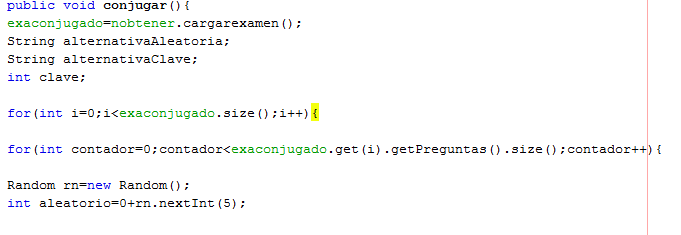 public void conjugar(){
exaconjugado=nobtener.cargarexamen();
String alternativaAleatoria;
String alternativaClave;
int clave;
for(int i=0;i<exaconjugado.size();i++){
for(int contador=0;contador<exaconjugado.get(i).getPreguntas().size();contador++){
Random rn=new Random();
int aleatorio=0+rn.nextInt(5);